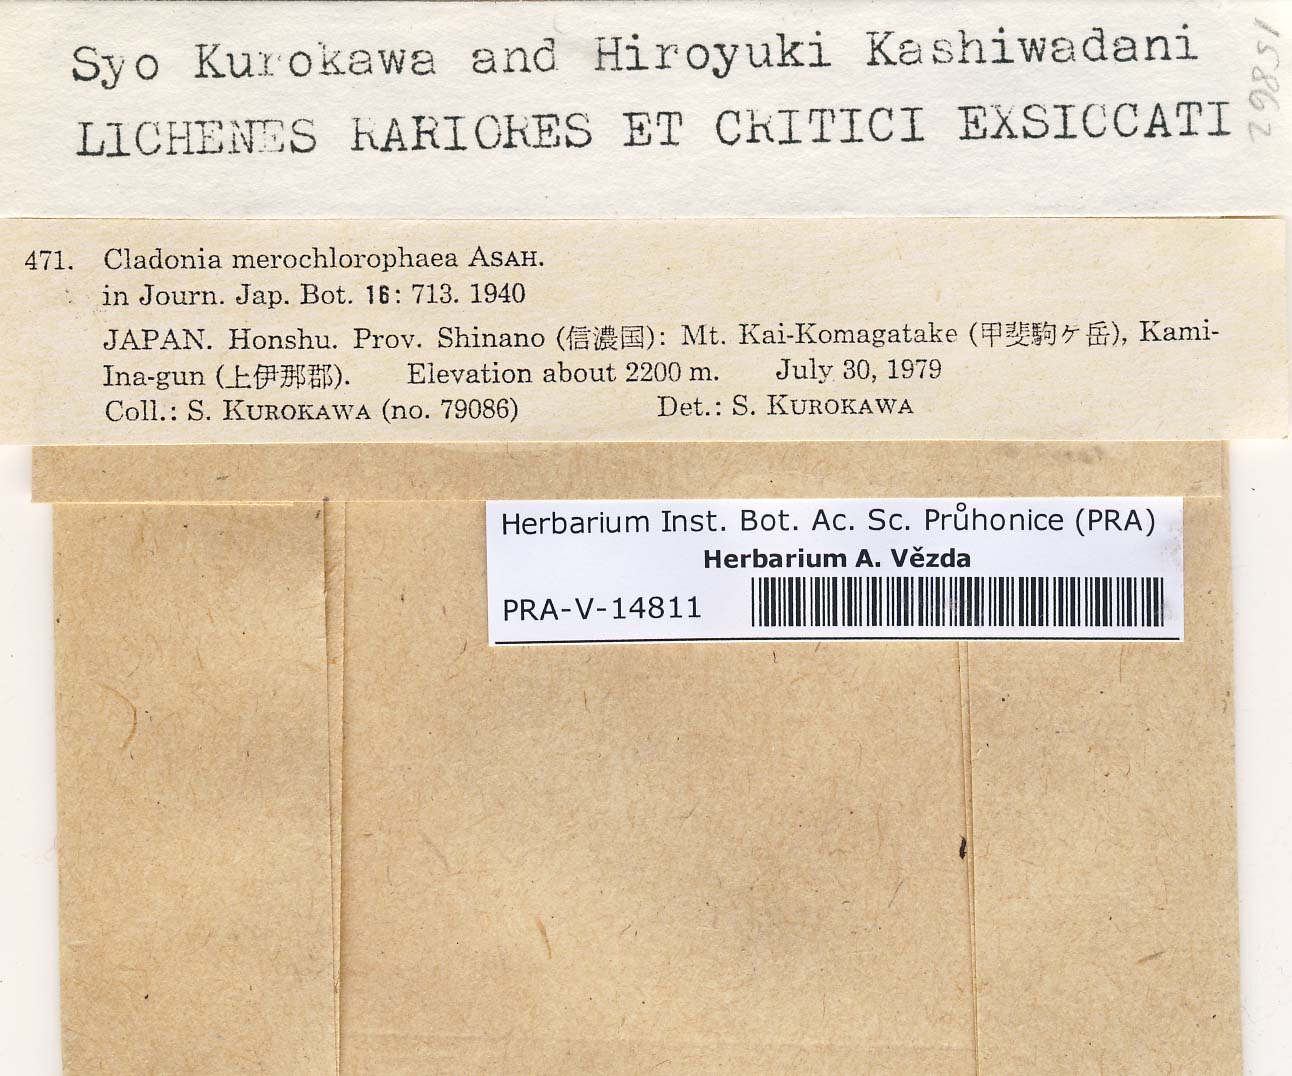 Syo Kurokawa and Hiroyuki Kashiwadani
LICHENES RARIORES ET CRITICI EXSICCATI
471. Cladonia merochlorophaea ASAH.
in Journ. Jap. Bot. 16: 713. 1940
JAPAN. Honshu. Prov. Shinano (信濃国): Mt. Kai-Komagatake (甲斐駒ケ岳), Kami-
Ina-gun (上伊那郡). Elevation about 2200 m. July 30, 1979
Coll.: S. KUROKAWA (no. 79086) Det.: S. KUROKAWA
Herbarium Inst. Bot. Ac. Sc. Průhonice (PRA)
Herbarium A. Vězda
PRA-V-14811